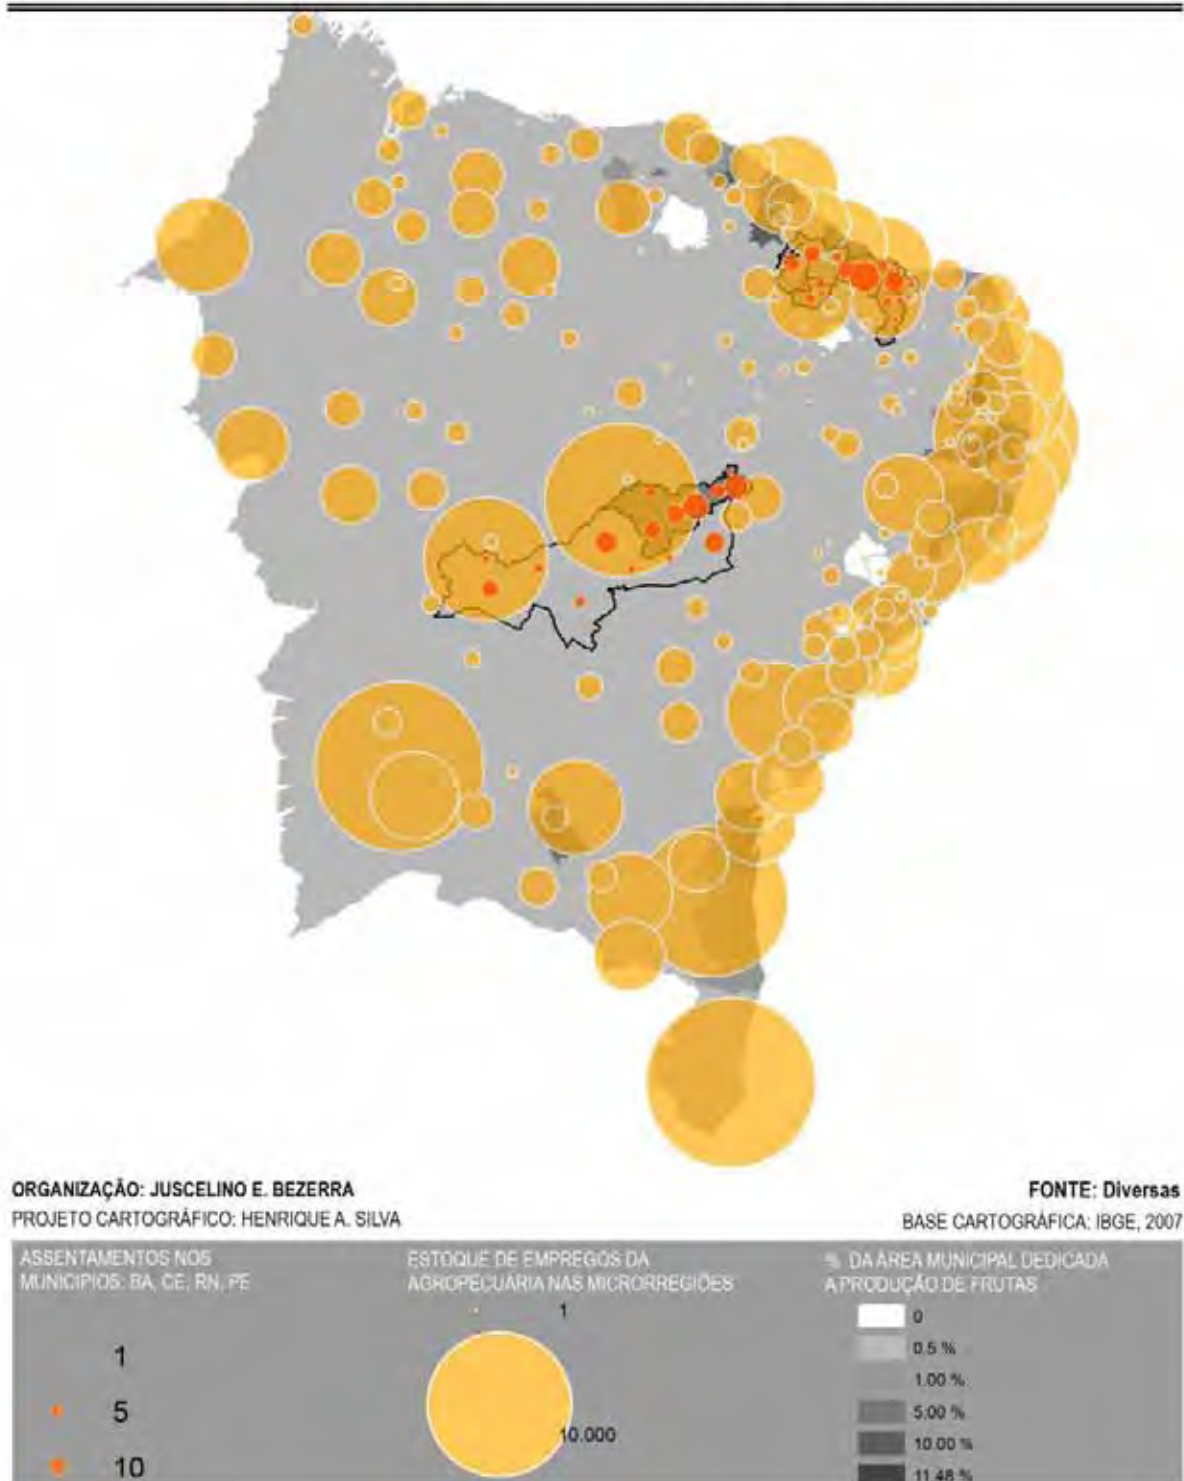 ORGANIZAÇÃO: JUSCELINO E. BEZERRA
PROJETO CARTOGRÁFICO: HENRIQUE A. SILVA
FONTE: Diversas
BASE CARTOGRÁFICA: IBGE, 2007
ASSENTAMENTOS NOS
MUNICIPIOS: BA, CE, RN, PE
1
5
10
ESTOQUE DE EMPREGOS DA
AGROPECUÁRIA NAS MICRORREGIÕES
1
10.000
% DA ÁREA MUNICIPAL DEDICADA
A PRODUÇÃO DE FRUTAS
0
0.5 %
1.00 %
5.00 %
10.00 %
11.48 %